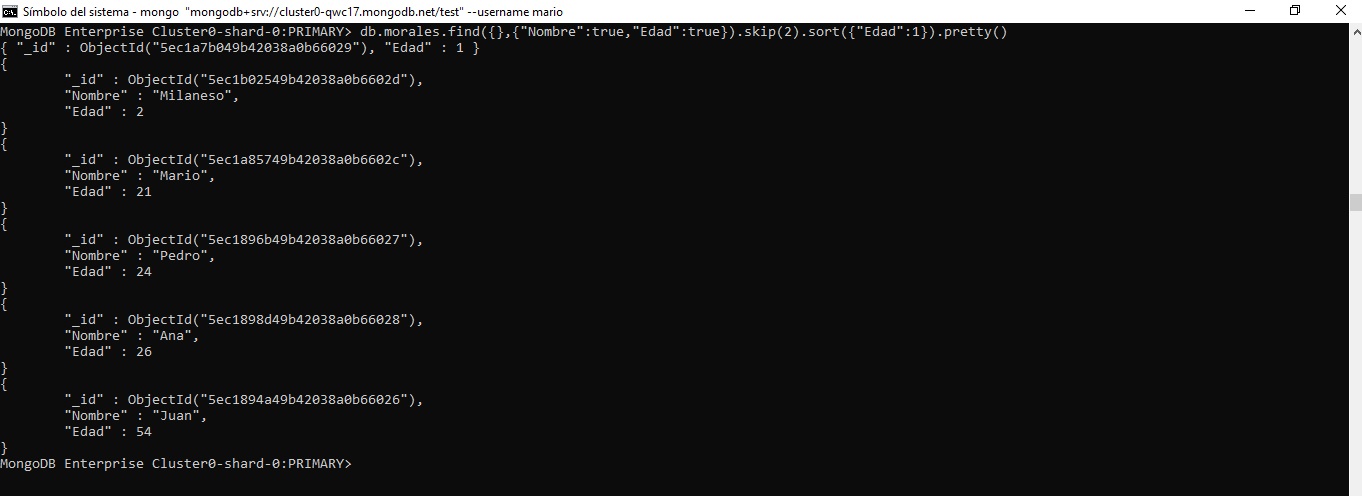 Símbolo del sistema - mongo "mongodb+srv://cluster0-qwc17.mongodb.net/test" --username mario
MongoDB Enterprise Cluster0-shard-0:PRIMARY> db.morales.find({},{"Nombre":true,"Edad":true}).skip(2).sort({"Edad":1}).pretty()
{ "_id" : ObjectId("5ec1a7b049b42038a0b66029"), "Edad" : 1 }
{
"_id" : ObjectId("5ec1b02549b42038a0b6602d"),
"Nombre" : "Milaneso",
"Edad" : 2
}
{
"_id" : ObjectId("5ec1a85749b42038a0b6602c"),
"Nombre" : "Mario",
"Edad" : 21
}
{
"_id" : ObjectId("5ec1896b49b42038a0b66027"),
"Nombre" : "Pedro",
"Edad" : 24
}
{
"_id" : ObjectId("5ec1898d49b42038a0b66028"),
"Nombre" : "Ana",
"Edad" : 26
}
{
"_id" : ObjectId("5ec1894a49b42038a0b66026"),
"Nombre" : "Juan",
"Edad" : 54
}
MongoDB Enterprise Cluster0-shard-0:PRIMARY>